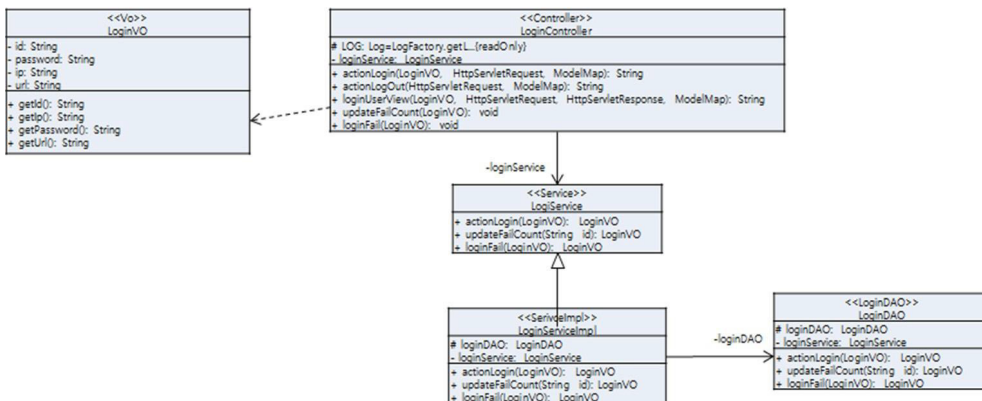 <<Vo>>
LoginVO
- id: String
- password: String
- ip: String
- url: String
+ getId(): String
+ getIp(): String
+ getPassword(): String
+ getUrl(): String
<<Controller>>
LoginController
# LOG: Log=LogFactory.getL...{readOnly}
- loginService: LoginService
+ actionLogin(LoginVO, HttpServletRequest, ModelMap): String
+ actionLogOut(HttpServletRequest, ModelMap): String
+ loginUserView(LoginVO, HttpServletRequest, HttpServletResponse, ModelMap): String
+ updateFailCount(LoginVO): void
+ loginFail(LoginVO): void
-loginService
<<Service>>
LogiService
+ actionLogin(LoginVO): LoginVO
+ updateFailCount(String id): LoginVO
+ loginFail(LoginVO): LoginVO
<<SerivceImpl>>
LoginServiceImpl
# loginDAO: LoginDAO
- loginService: LoginService
+ actionLogin(LoginVO): LoginVO
+ updateFailCount(String id): LoginVO
+ loginFail(LoginVO): LoginVO
-loginDAO
<<LoginDAO>>
LoginDAO
# loginDAO: LoginDAO
- loginService: LoginService
+ actionLogin(LoginVO): LoginVO
+ updateFailCount(String id): LoginVO
+ loginFail(LoginVO): LoginVO